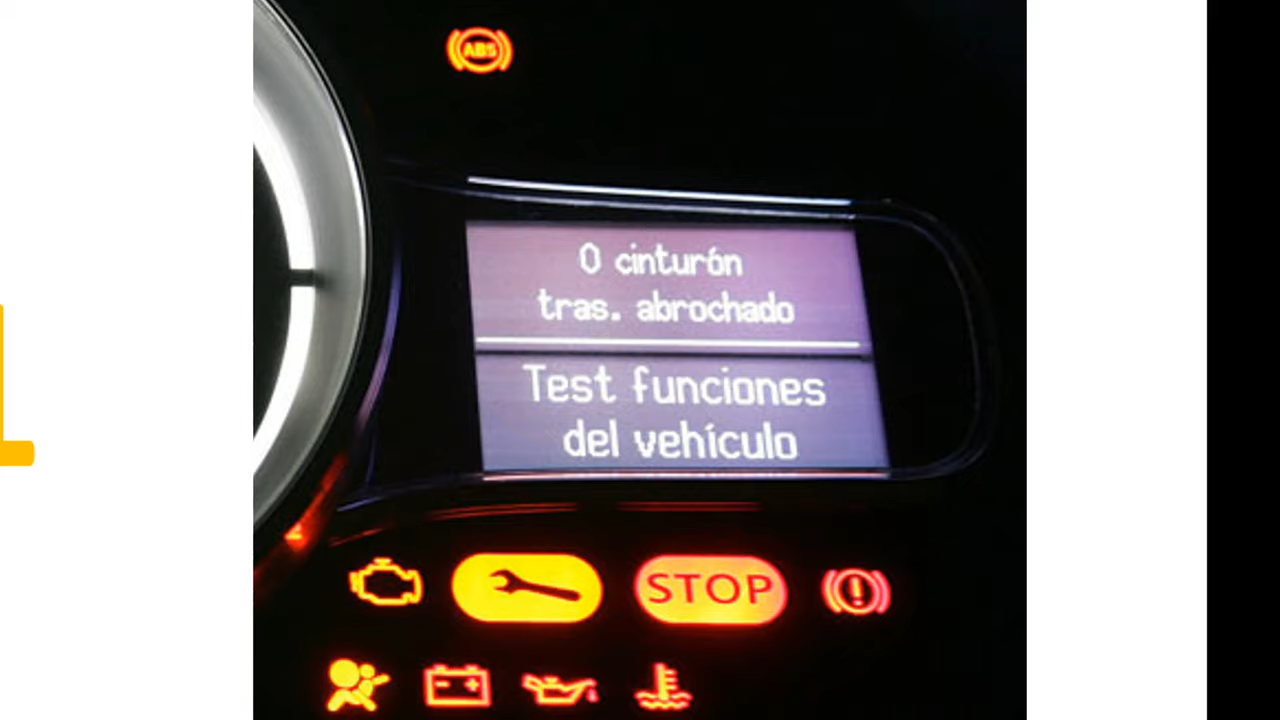 ABS
0 cinturón
tras. abrochado
Test funciones
del vehículo
STOP